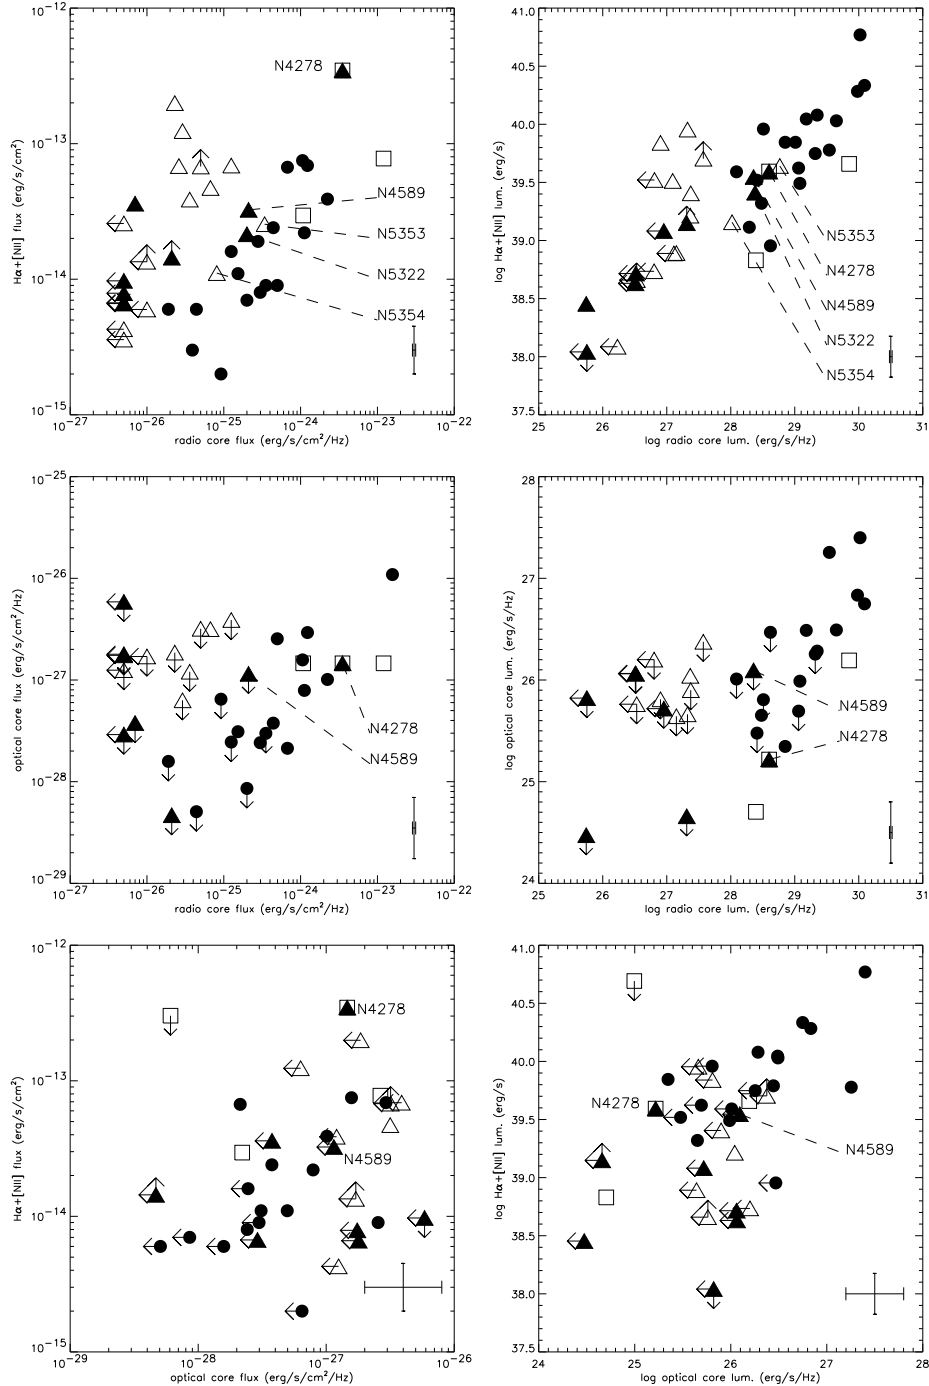 10−12
10−13
10−14
10−15
Hα+[NII] flux (erg/s/cm2)
N4278
N4589
N5353
N5322
N5354
10−27 10−26 10−25 10−24 10−23 10−22
radio core flux (erg/s/cm2/Hz)
41.0
40.5
40.0
39.5
39.0
38.5
38.0
37.5
log Hα+[NII] lum. (erg/s)
N5353
N4278
N4589
N5322
N5354
25 26 27 28 29 30 31
log radio core lum. (erg/s/Hz)
10−25
10−26
10−27
10−28
10−29
optical core flux (erg/s/cm2/Hz)
N4278
N4589
10−27 10−26 10−25 10−24 10−23 10−22
radio core flux (erg/s/cm2/Hz)
28
27
26
25
24
log optical core lum. (erg/s/Hz)
N4589
N4278
25 26 27 28 29 30 31
log radio core lum. (erg/s/Hz)
10−12
10−13
10−14
10−15
Hα+[NII] flux (erg/s/cm2)
N4278
N4589
10−29 10−28 10−27 10−26
optical core flux (erg/s/cm2/Hz)
41.0
40.5
40.0
39.5
39.0
38.5
38.0
37.5
log Hα+[NII] lum. (erg/s)
N4278
N4589
24 25 26 27 28
log optical core lum. (erg/s/Hz)